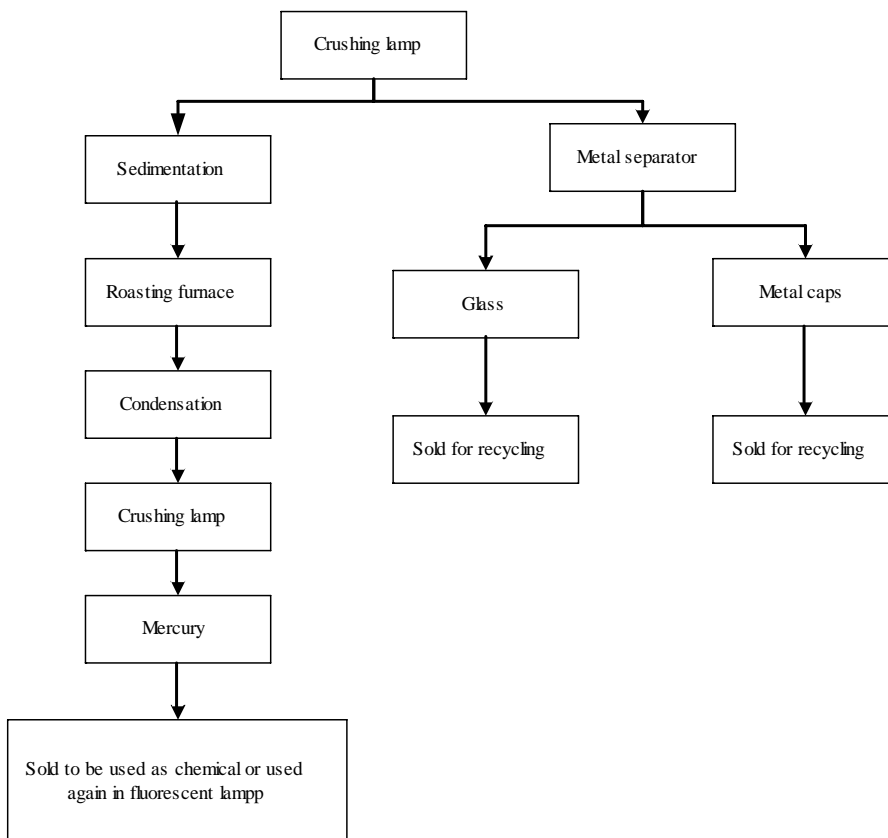 Crushing lamp
Sedimentation
Metal separator
Roasting furnace
Glass
Metal caps
Condensation
Sold for recycling
Sold for recycling
Crushing lamp
Mercury
Sold to be used as chemical or used
again in fluorescent lampp